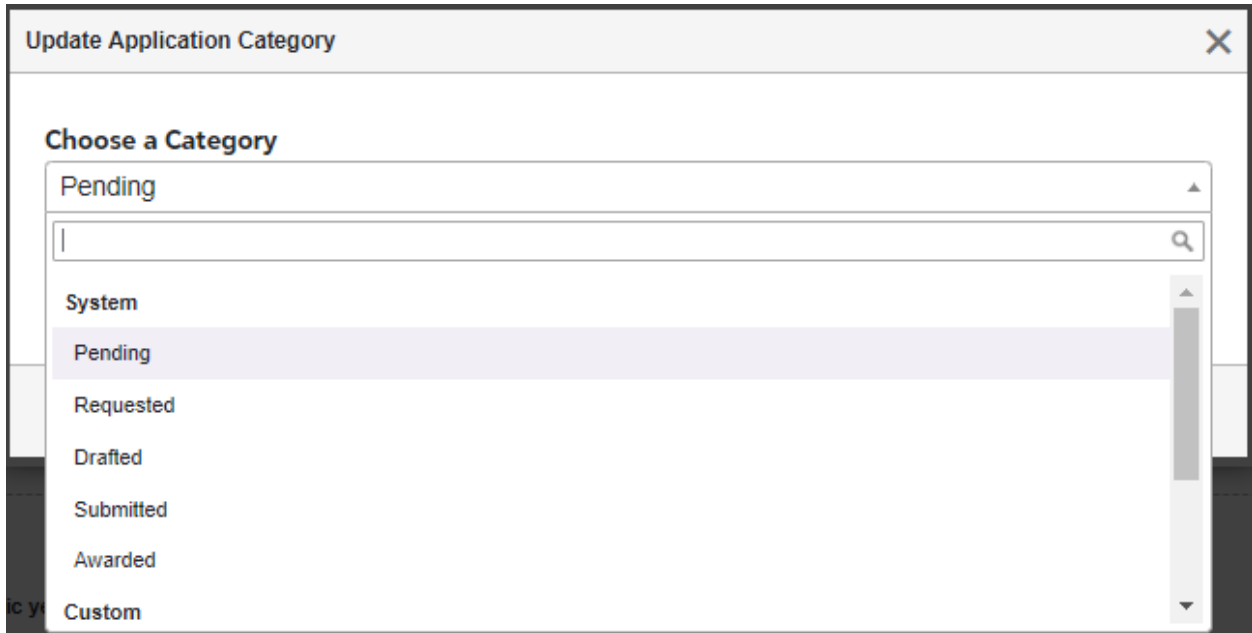 Update Application Category
Choose a Category
Pending
System
Pending
Requested
Drafted
Submitted
Awarded
Custom